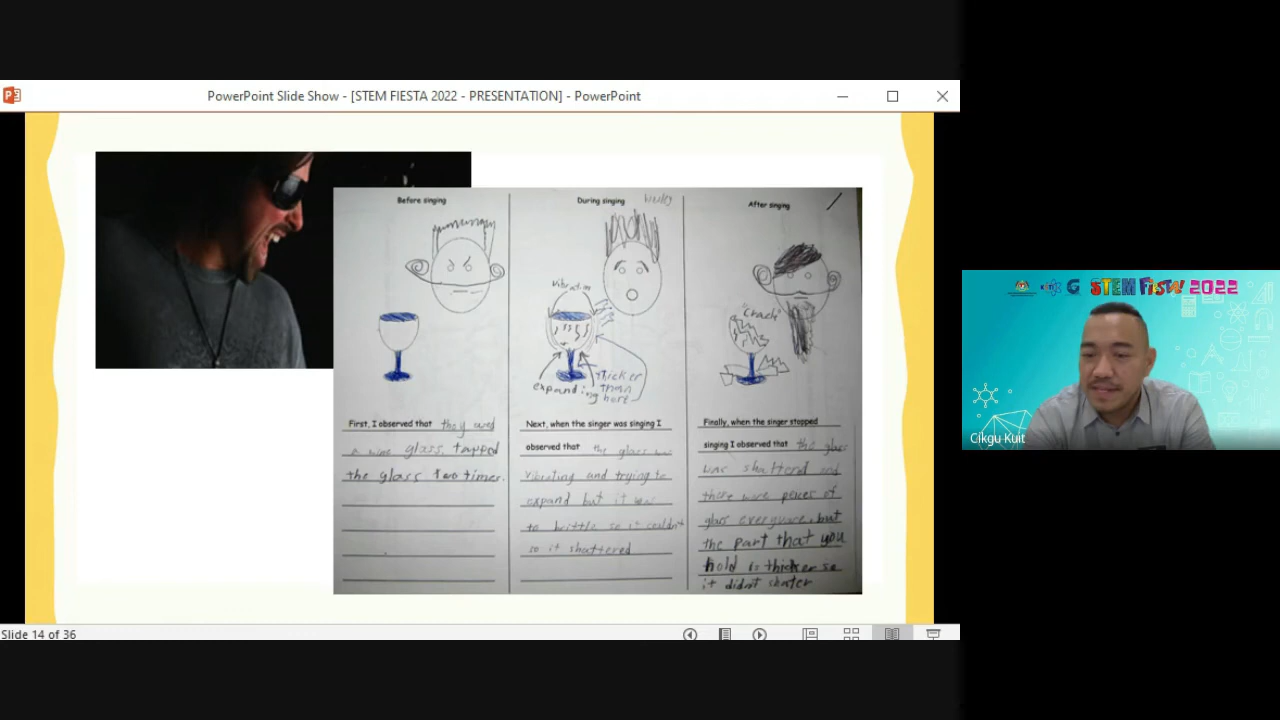 PowerPoint Slide Show - [STEM FIESTA 2022 - PRESENTATION] - PowerPoint
Before singing
First, I observed that they used
a wine glass, tapped
the glass two times.
During singing
vibration
expanding
thicker
than
here
Next, when the singer was singing I
observed that the glass was
vibrating and trying to
expand but it was
to brittle so it couldn't
so it shattered
After singing
"Crack"
Finally, when the singer stopped
singing I observed that the glass
was shatterd and
there were peices of
glass everyware, but
the part that you
hold is thicker so
it didn't shater
Slide 14 of 36
STEM FIESTA 2022
Cikgu Kuit